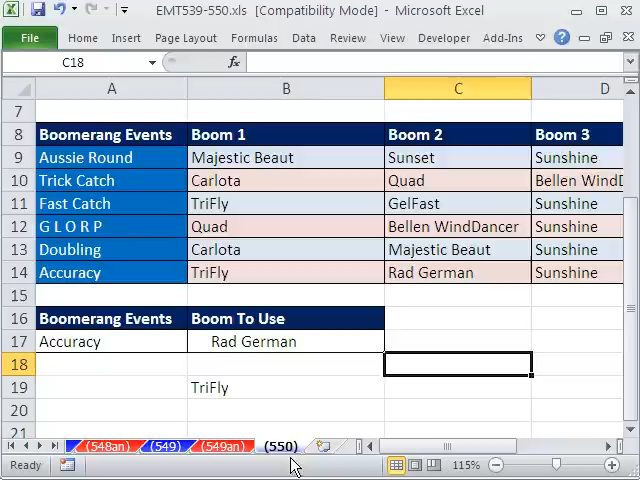 EMT539-550.xls [Compatibility Mode] - Microsoft Excel
File Home Insert Page Layout Formulas Data Review View Developer Add-Ins
C18 fx
A B C D
7
8 Boomerang Events Boom 1 Boom 2 Boom 3
9 Aussie Round Majestic Beaut Sunset Sunshine
10 Trick Catch Carlota Quad Bellen WindD
11 Fast Catch TriFly GelFast Sunshine
12 G L O R P Quad Bellen WindDancer Sunshine
13 Doubling Carlota Majestic Beaut Sunshine
14 Accuracy TriFly Rad German Sunshine
15
16 Boomerang Events Boom To Use
17 Accuracy Rad German
18
19 TriFly
20
21
(548an) (549) (549an) (550)
Ready 115%